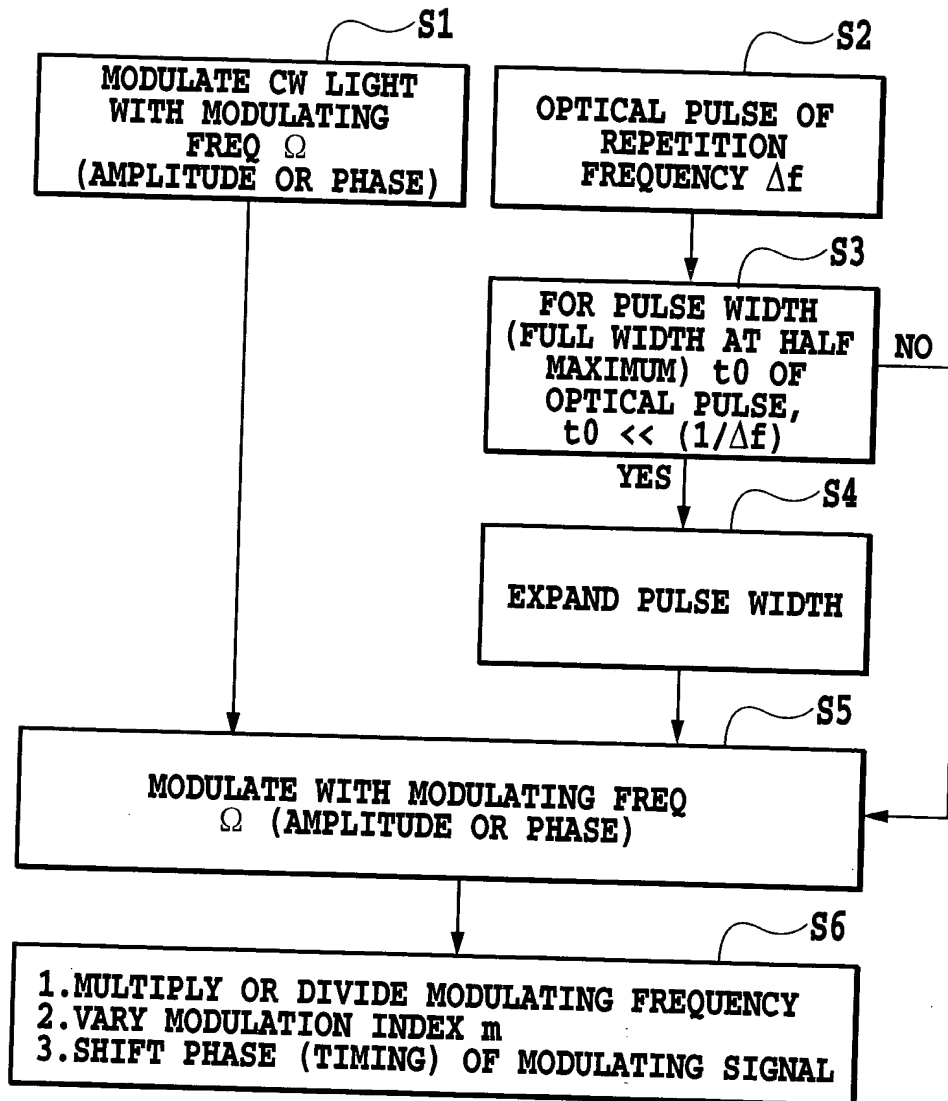 S1
MODULATE CW LIGHT
WITH MODULATING
FREQ Ω
(AMPLITUDE OR PHASE)
S2
OPTICAL PULSE OF
REPETITION
FREQUENCY Δf
S3
FOR PULSE WIDTH
(FULL WIDTH AT HALF
MAXIMUM) t0 OF
OPTICAL PULSE,
t0 << (1/Δf)
NO
YES
S4
EXPAND PULSE WIDTH
S5
MODULATE WITH MODULATING FREQ
Ω (AMPLITUDE OR PHASE)
S6
1.MULTIPLY OR DIVIDE MODULATING FREQUENCY
2.VARY MODULATION INDEX m
3.SHIFT PHASE (TIMING) OF MODULATING SIGNAL